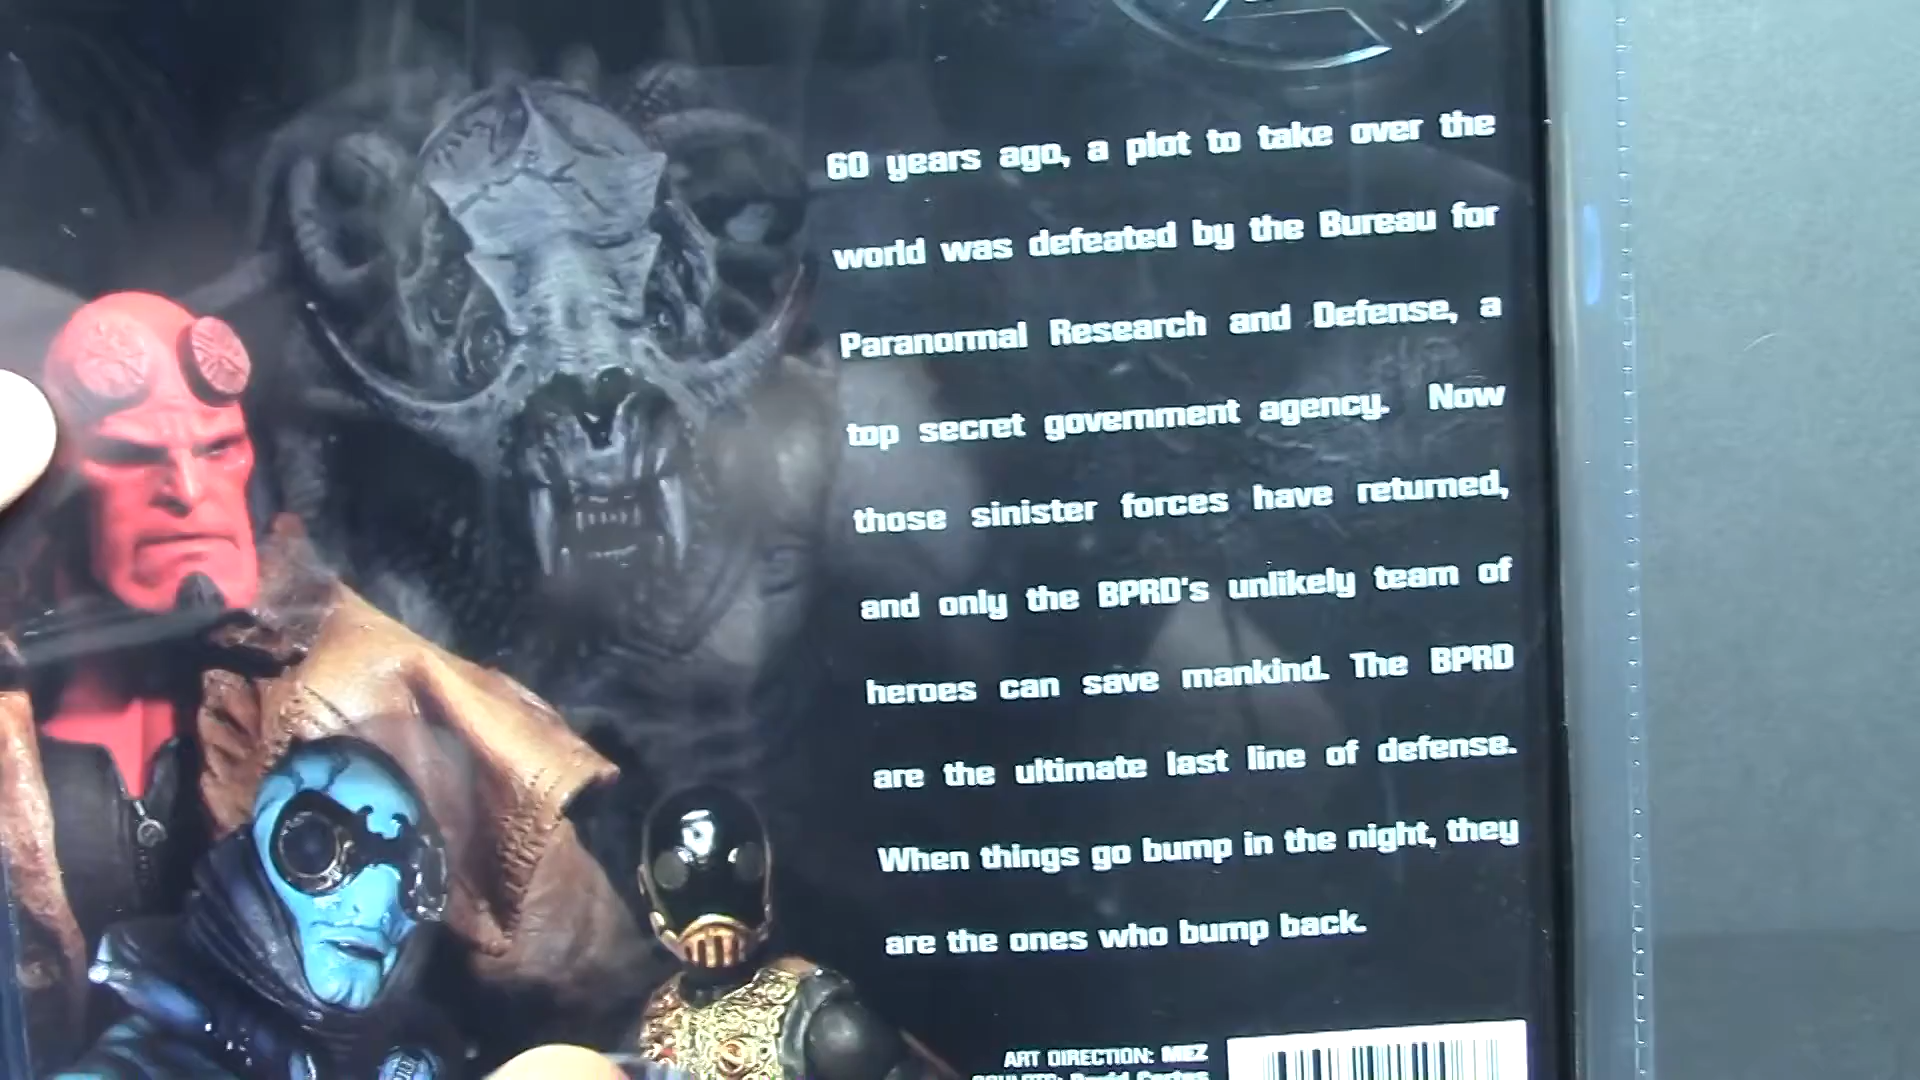 60 years ago, a plot to take over the
world was defeated by the Bureau for
Paranormal Research and Defense, a
top secret government agency. Now
those sinister forces have returned,
and only the BPRD's unlikely team of
heroes can save mankind. The BPRD
are the ultimate last line of defense.
When things go bump in the night, they
are the ones who bump back.
ART DIRECTION: MEZ